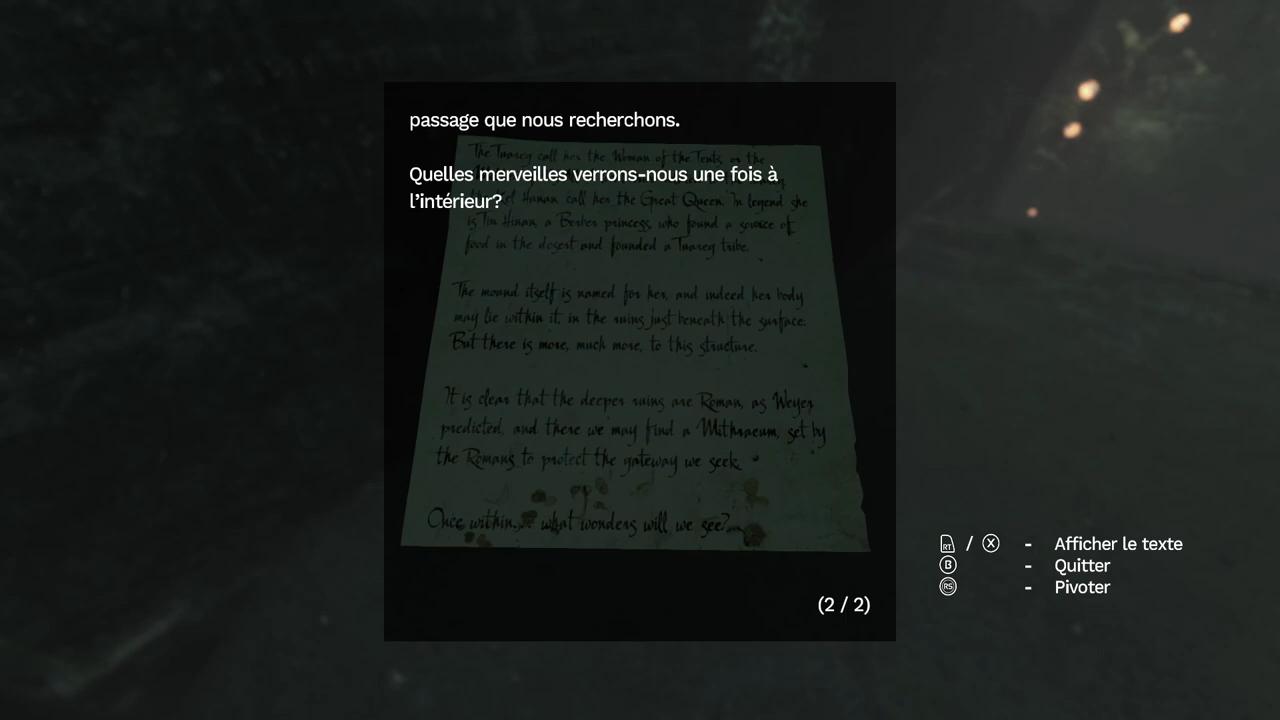 passage que nous recherchons.
Quelles merveilles verrons-nous une fois à
l'intérieur?
The Tuareg call her the Woman of the Tents, or the
call her the Great Queen. In legend she
is Tin Hinan, a Berber princess, who found a source of
food in the desert and founded a Tuareg tribe.
The mound itself is named for her, and indeed her body
may lie within it, in the ruins just beneath the surface.
But there is more, much more, to this structure.
It is clear that the deeper ruins are Roman, as Weyer
predicted, and there we may find a Mithraeum, set by
the Romans to protect the gateway we seek.
Once within... what wonders will we see?
(2 / 2)
RT / X - Afficher le texte
B - Quitter
RS - Pivoter